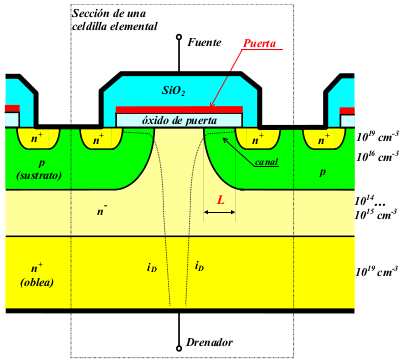 Sección de una
celdilla elemental
Fuente
Puerta
SiO2
óxido de puerta
n+
n+
n+
n+
10^19 cm-3
10^16 cm-3
p
(sustrato)
canal
p
L
n-
10^14...
10^15 cm-3
n+
(oblea)
iD
iD
10^19 cm-3
Drenador